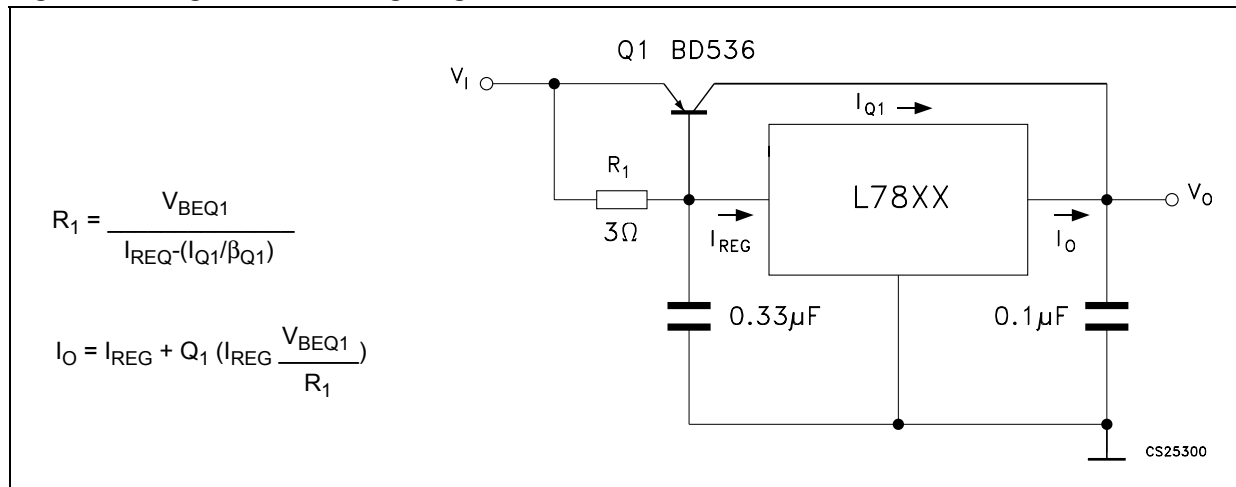 Q1 BD536
V_I
I_Q1
R_1
L78XX
V_O
3Ω
I_REG
I_O
R_1 = V_BEQ1 / I_REQ-(I_Q1/β_Q1)
0.33µF
0.1µF
I_O = I_REG + Q_1 (I_REG V_BEQ1 / R_1)
CS25300